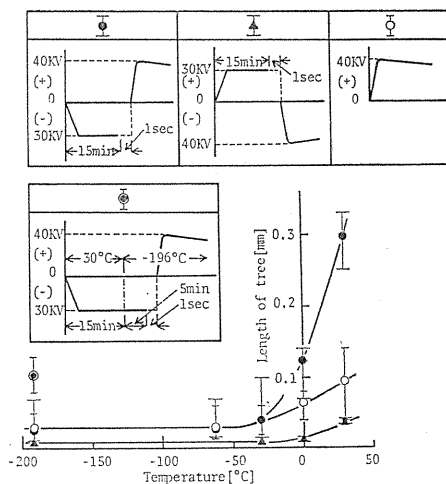 40KV
(+)
0
(-)
30KV
15min
1sec
15min
1sec
30KV
(+)
0
(-)
40KV
40KV
(+)
0
40KV
30°C
-196°C
(+)
0
(-)
30KV
5min
1sec
15min
Length of tree[mm]
0.3
0.2
0.1
-200
-150
-100
-50
0
50
Temperature[°C]